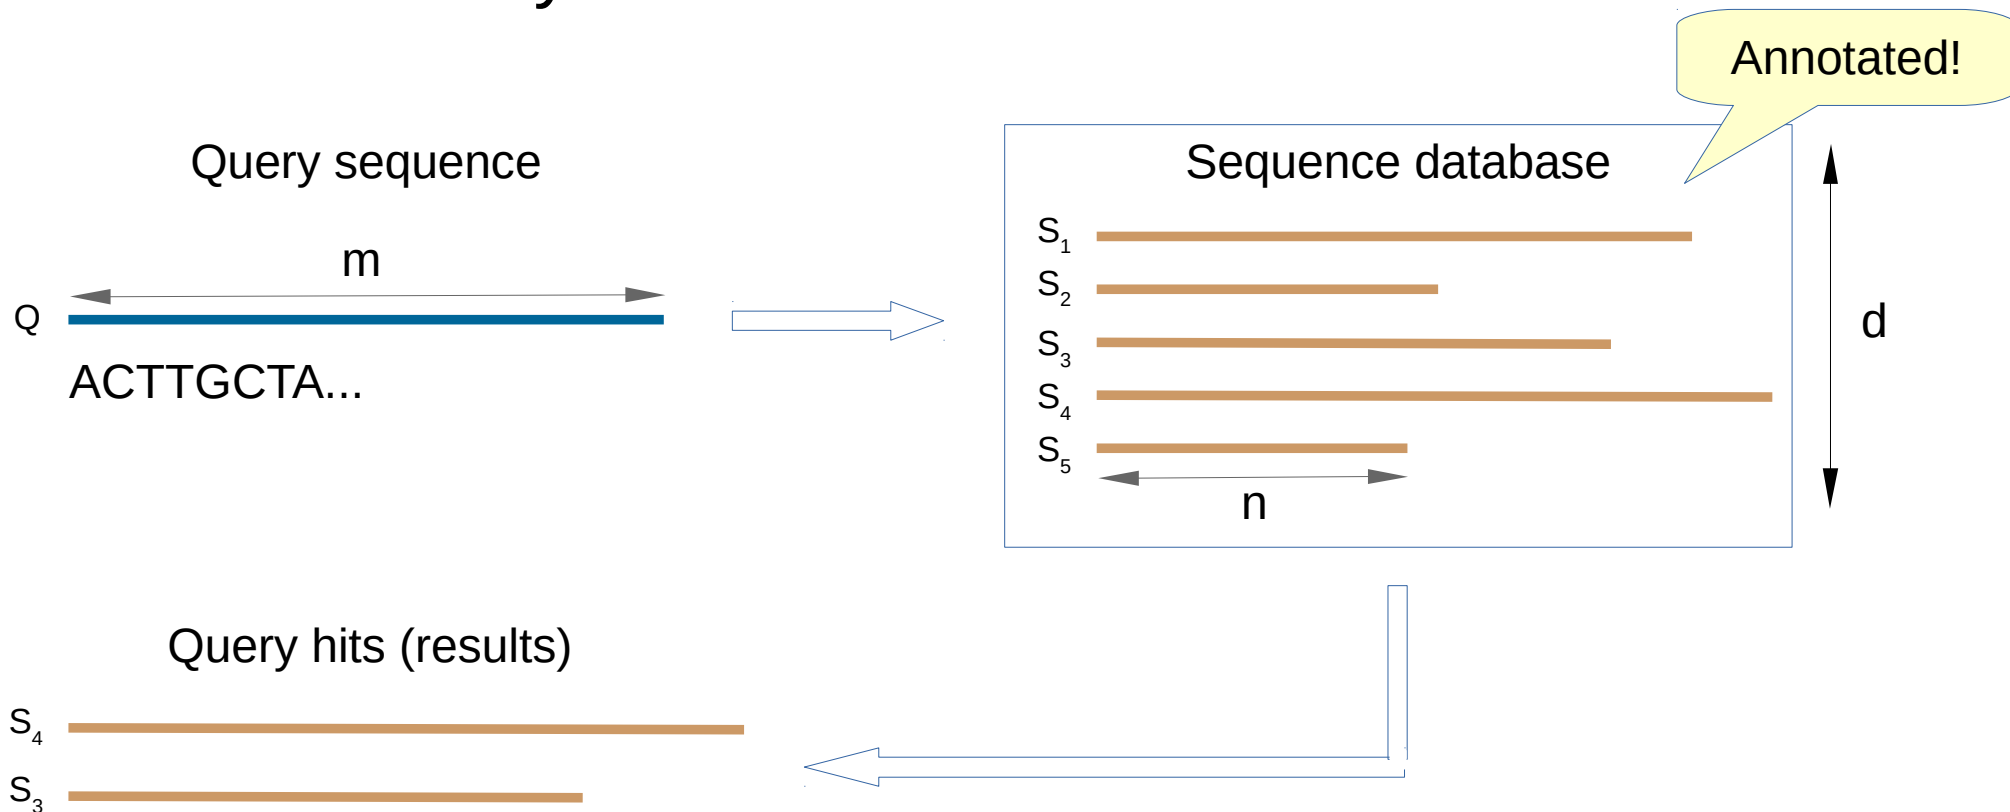 Annotated!
Query sequence
Sequence database
m
Q
ACTTGCTA...
S1
S2
S3
S4
S5
n
d
Query hits (results)
S4
S3